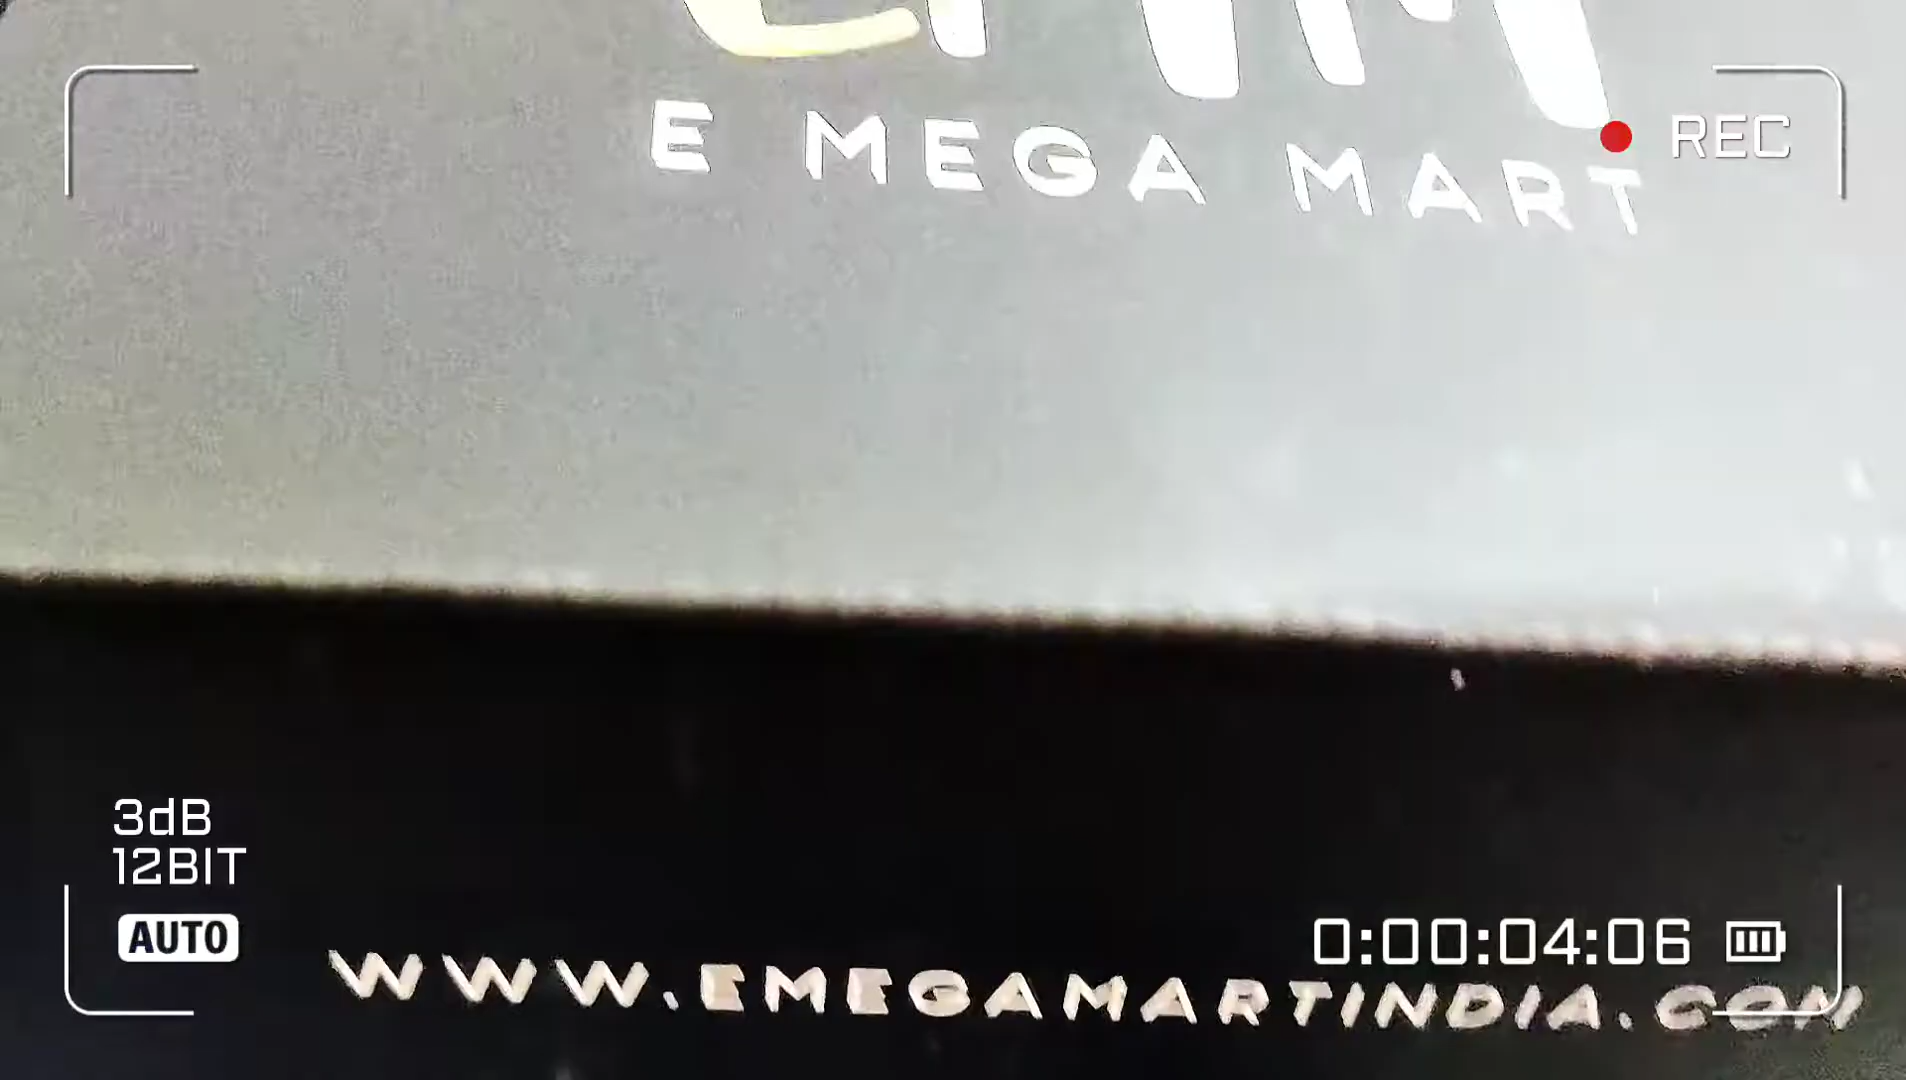 E MEGA MART
REC
3dB
12BIT
AUTO
0:00:04:06
WWW.EMEGAMARTINDIA.COM